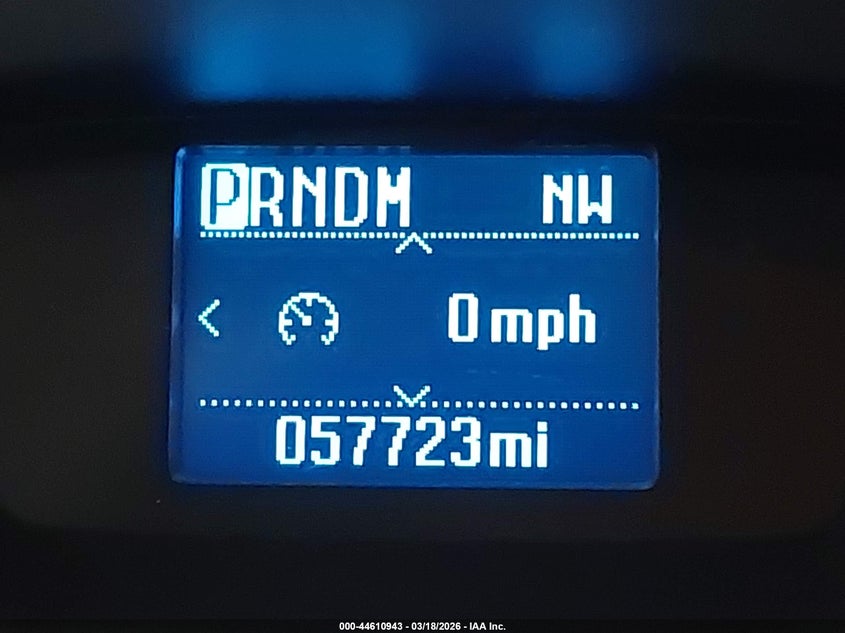 PRNDM NW
0 mph
057723mi
000-44610943 - 03/18/2026 - IAA Inc.